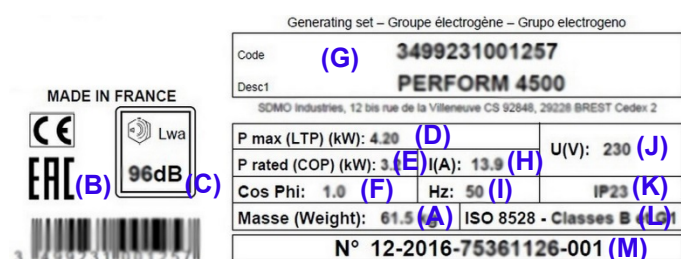 Generating set – Groupe électrogène – Grupo electrogeno
Code 3499231001257
(G)
Desc1 PERFORM 4500
SDMO Industries, 12 bis rue de la Villeneuve CS 92848, 29228 BREST Cedex 2
MADE IN FRANCE
CE
Lwa
96dB (C)
EAC (B)
P max (LTP) (kW): 4.20 (D)
U(V): 230 (J)
P rated (COP) (kW): (E) I(A): 13.9 (H)
Cos Phi: 1.0 (F) Hz: 50 (I) IP23 (K)
Masse (Weight): 61.5 (A) ISO 8528 - Classes B (L)
N° 12-2016-75361126-001 (M)
3 499231 001257